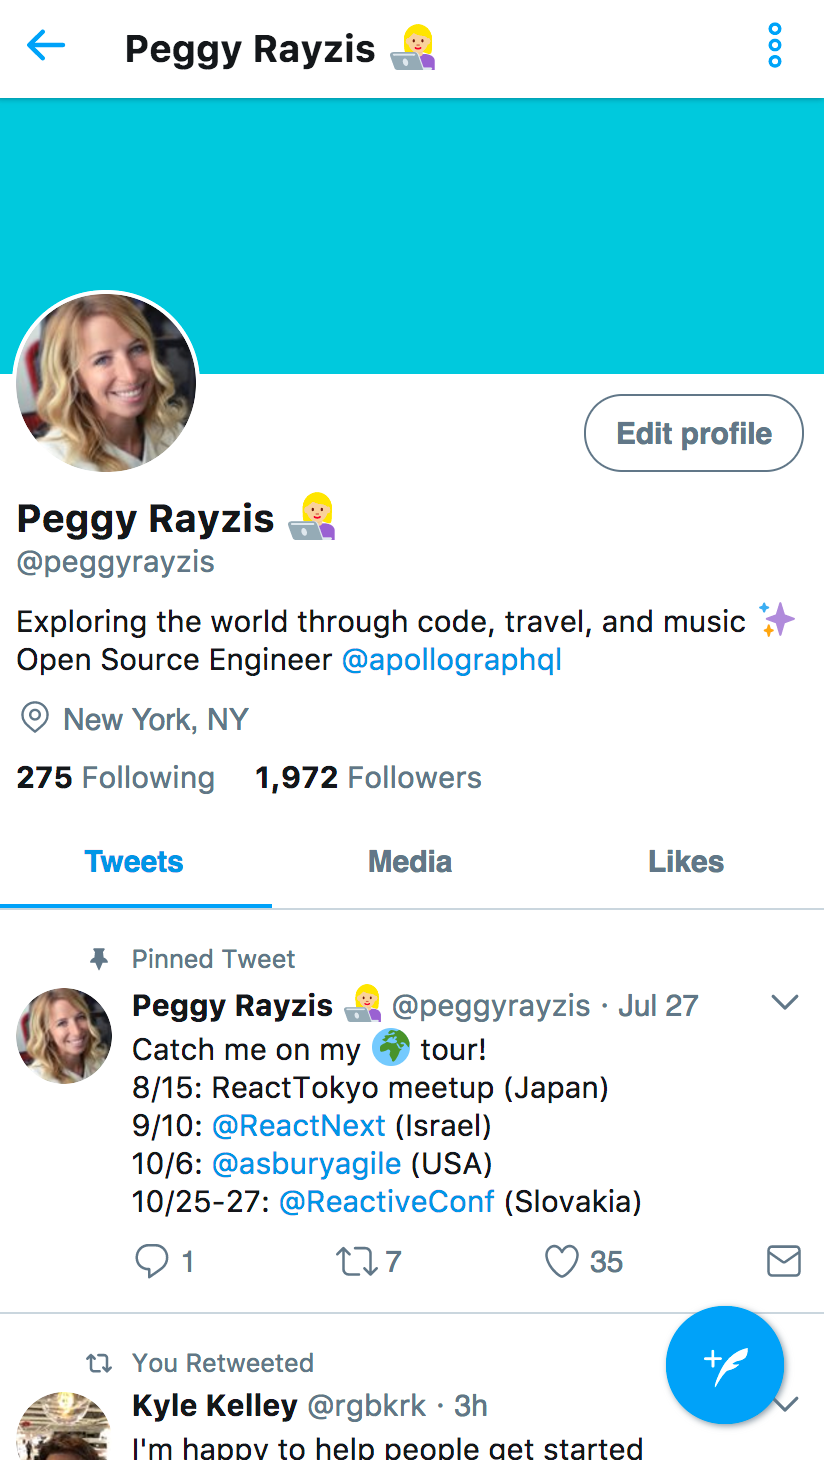 Peggy Rayzis 👩🏼‍💻
Edit profile
Peggy Rayzis 👩🏼‍💻
@peggyrayzis
Exploring the world through code, travel, and music ✨
Open Source Engineer @apollographql
New York, NY
275 Following 1,972 Followers
Tweets Media Likes
Pinned Tweet
Peggy Rayzis 👩🏼‍💻 @peggyrayzis · Jul 27
Catch me on my 🌍 tour!
8/15: ReactTokyo meetup (Japan)
9/10: @ReactNext (Israel)
10/6: @asburyagile (USA)
10/25-27: @ReactiveConf (Slovakia)
1 7 35
You Retweeted
Kyle Kelley @rgbkrk · 3h
I'm happy to help people get started